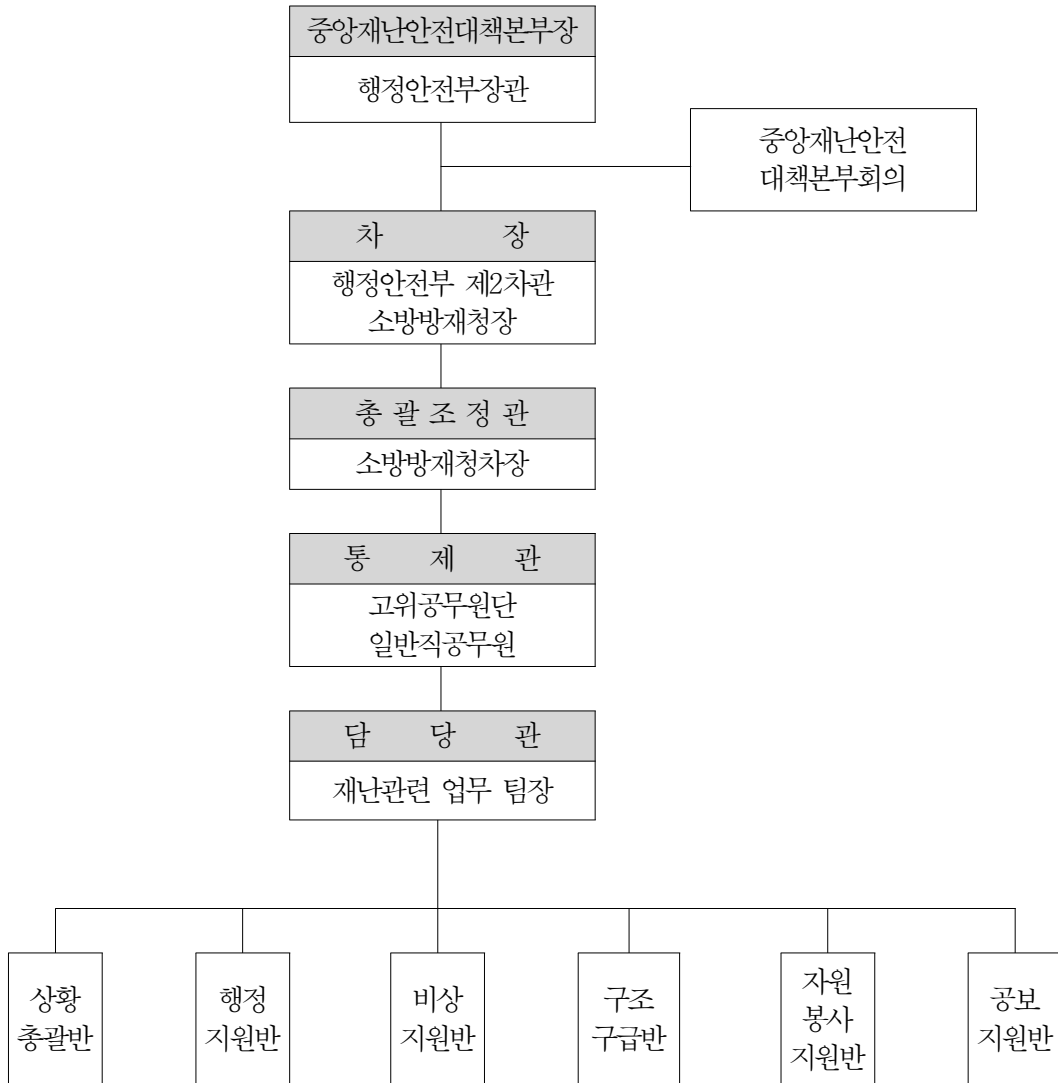 중앙재난안전대책본부장
행정안전부장관
중앙재난안전
대책본부회의
차 장
행정안전부 제2차관
소방방재청장
총 괄 조 정 관
소방방재청차장
통 제 관
고위공무원단
일반직공무원
담 당 관
재난관련 업무 팀장
상황
총괄반
행정
지원반
비상
지원반
구조
구급반
자원
봉사
지원반
공보
지원반